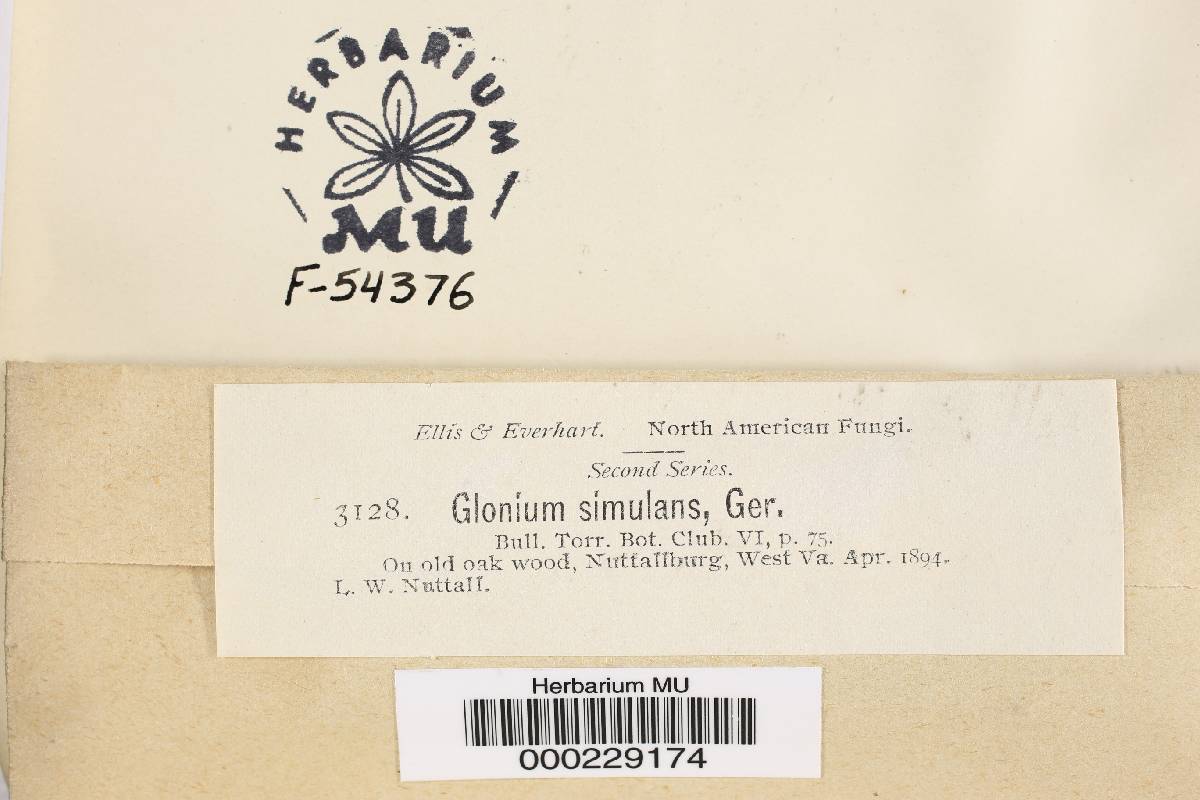 HERBARIUM
MU
F-54376
Ellis & Everhart. North American Fungi.
Second Series.
3128. Glonium simulans, Ger.
Bull. Torr. Bot. Club. VI, p. 75.
On old oak wood, Nuttallburg, West Va. Apr. 1894.
L. W. Nuttall.
Herbarium MU
000229174